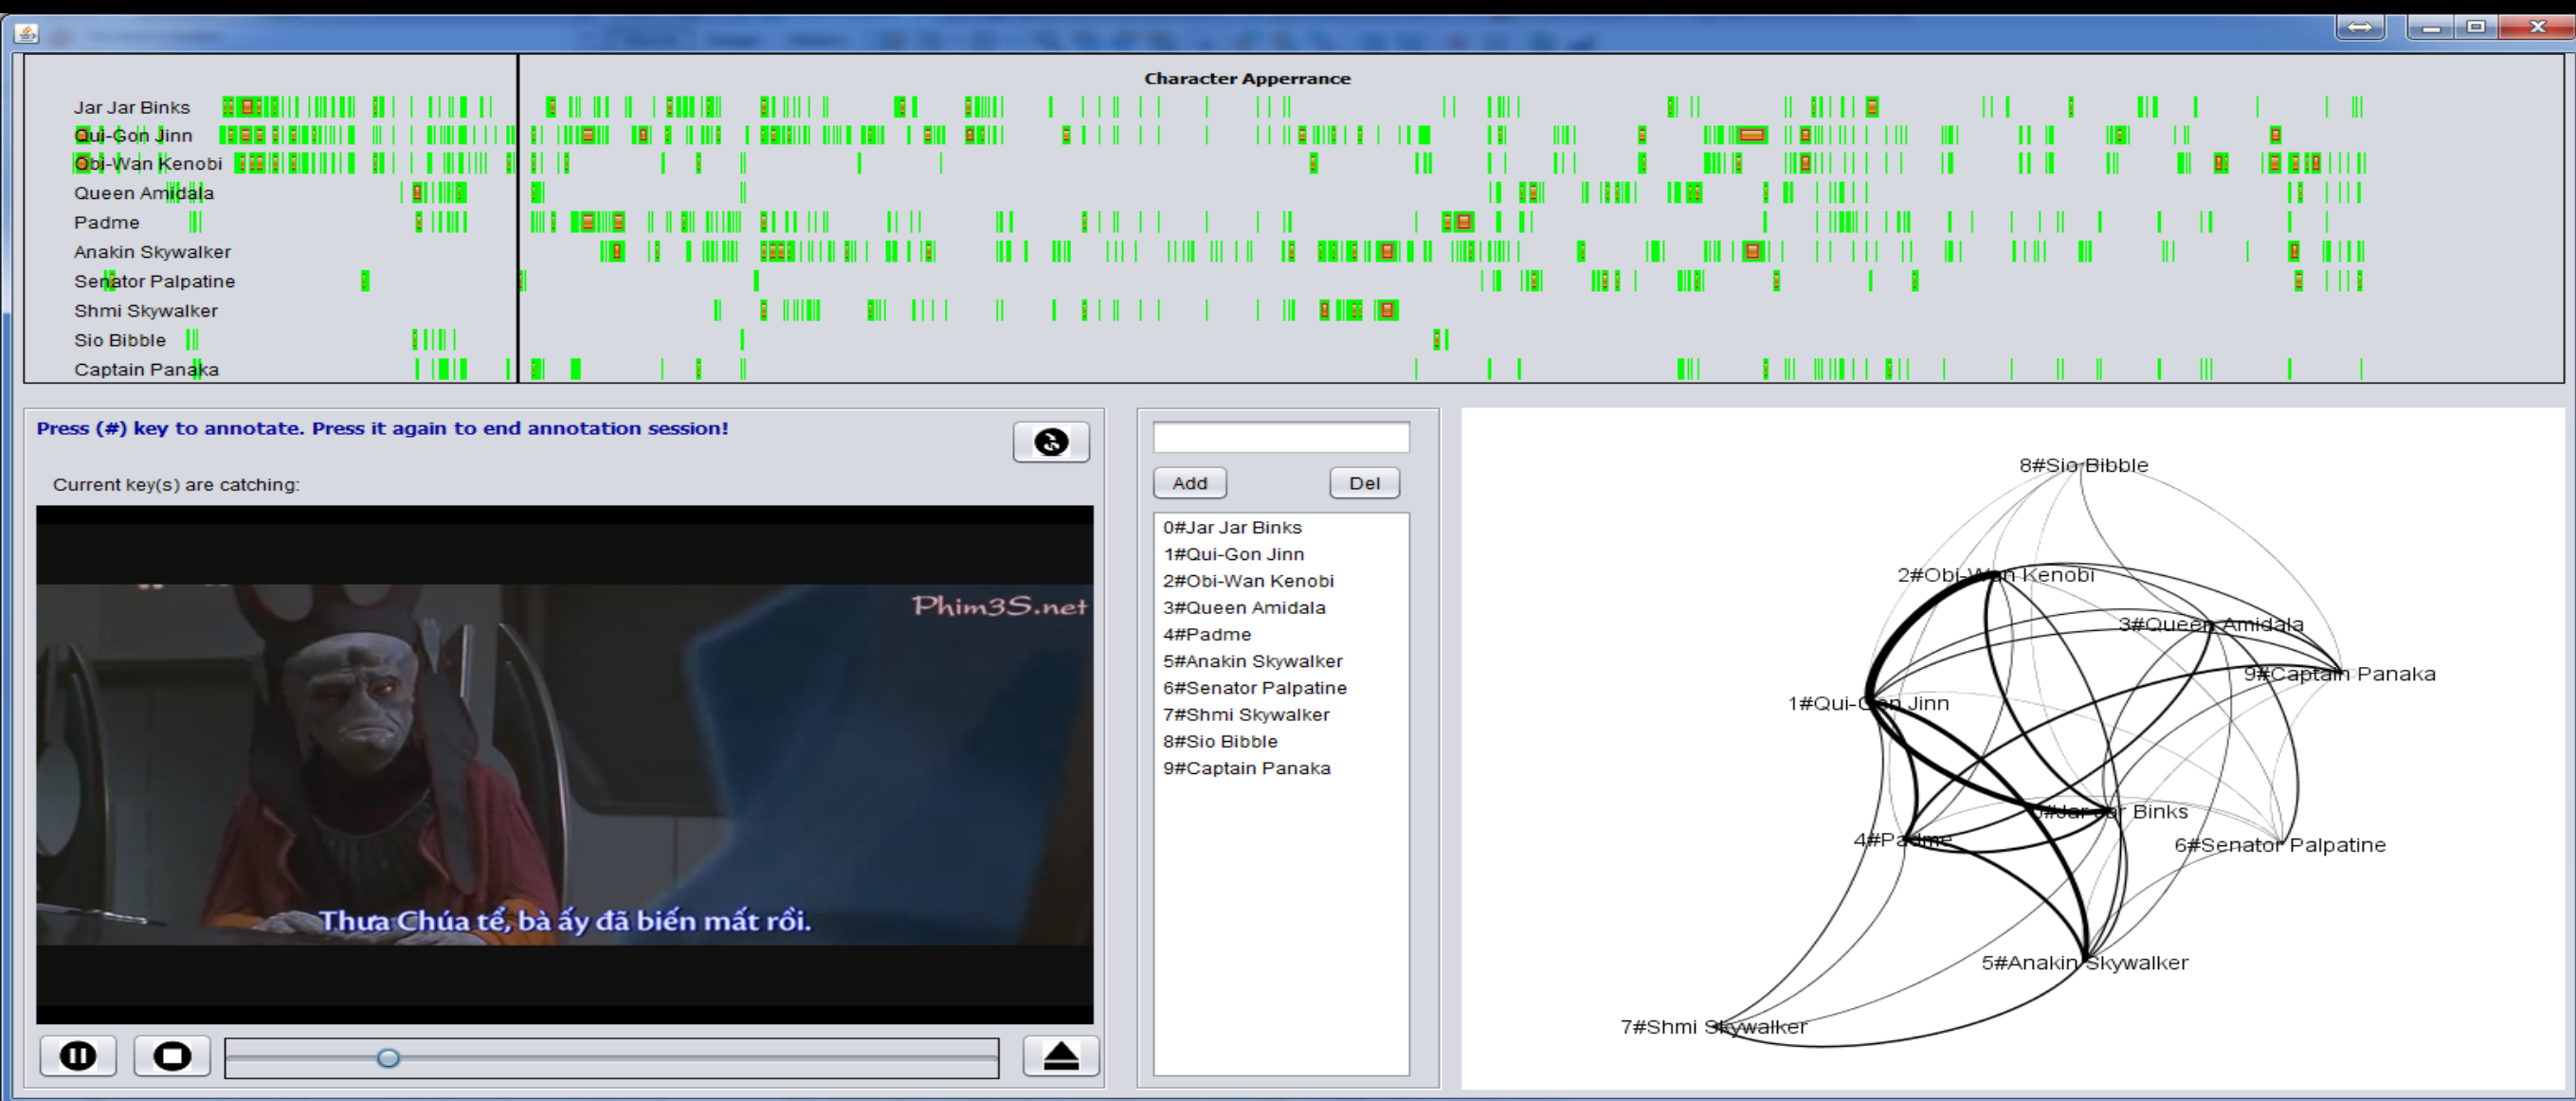 Character Apperrance
Jar Jar Binks
Qui-Gon Jinn
Obi-Wan Kenobi
Queen Amidala
Padme
Anakin Skywalker
Senator Palpatine
Shmi Skywalker
Sio Bibble
Captain Panaka
Press (#) key to annotate. Press it again to end annotation session!
Current key(s) are catching:
Phim3S.net
Thưa Chúa tể, bà ấy đã biến mất rồi.
Add Del
0#Jar Jar Binks
1#Qui-Gon Jinn
2#Obi-Wan Kenobi
3#Queen Amidala
4#Padme
5#Anakin Skywalker
6#Senator Palpatine
7#Shmi Skywalker
8#Sio Bibble
9#Captain Panaka
8#Sio Bibble
2#Obi-Wan Kenobi
3#Queen Amidala
9#Captain Panaka
1#Qui-Gon Jinn
0#Jar Jar Binks
4#Padme
6#Senator Palpatine
5#Anakin Skywalker
7#Shmi Skywalker